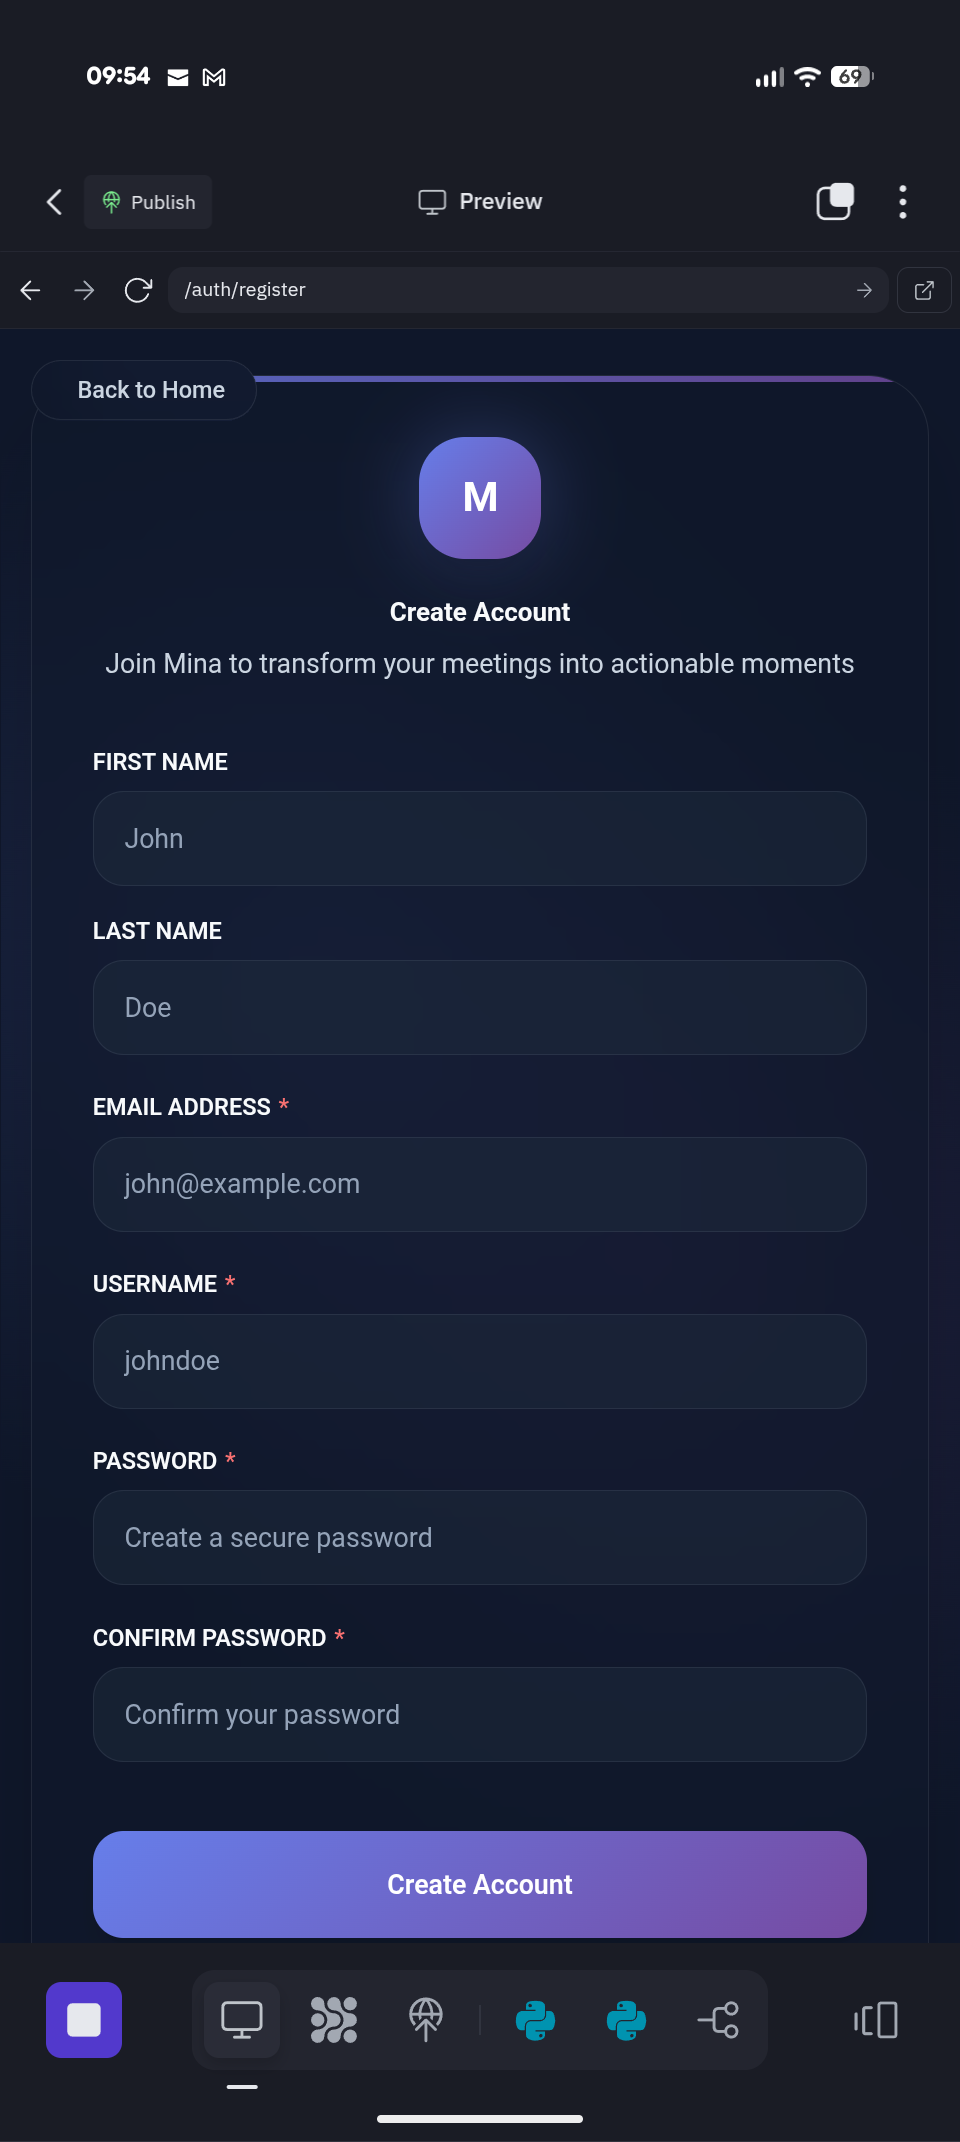 09:54
69
Publish
Preview
/auth/register
Back to Home
M
Create Account
Join Mina to transform your meetings into actionable moments
FIRST NAME
John
LAST NAME
Doe
EMAIL ADDRESS *
john@example.com
USERNAME *
johndoe
PASSWORD *
Create a secure password
CONFIRM PASSWORD *
Confirm your password
Create Account